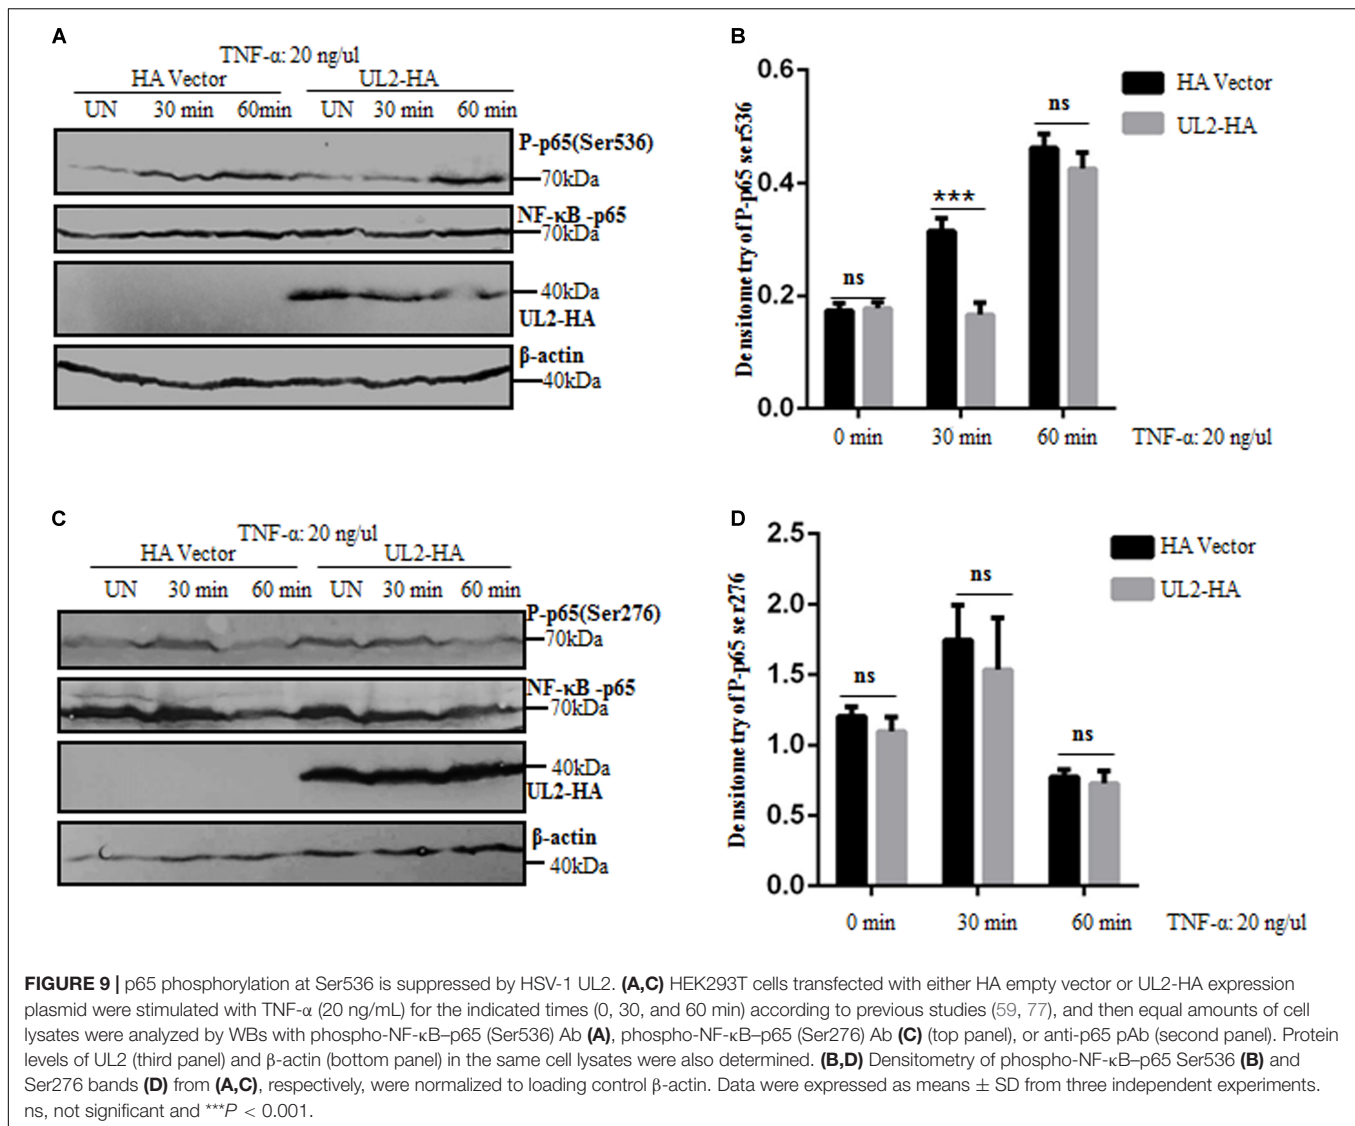 A
TNF-α: 20 ng/ul
HA Vector UL2-HA
UN 30 min 60min UN 30 min 60 min
P-p65(Ser536)
70kDa
NF-κB -p65
70kDa
40kDa
UL2-HA
β-actin
40kDa
B
Densitometry of P-p65 ser536
0.6
0.4
0.2
0.0
ns
***
ns
HA Vector
UL2-HA
0 min 30 min 60 min TNF-α: 20 ng/ul
C
TNF-α: 20 ng/ul
HA Vector UL2-HA
UN 30 min 60 min UN 30 min 60 min
P-p65(Ser276)
70kDa
NF-κB -p65
70kDa
40kDa
UL2-HA
β-actin
40kDa
D
Densitometry of P-p65 ser276
2.5
2.0
1.5
1.0
0.5
0.0
ns
ns
ns
HA Vector
UL2-HA
0 min 30 min 60 min TNF-α: 20 ng/ul
FIGURE 9 | p65 phosphorylation at Ser536 is suppressed by HSV-1 UL2. (A,C) HEK293T cells transfected with either HA empty vector or UL2-HA expression
plasmid were stimulated with TNF-α (20 ng/mL) for the indicated times (0, 30, and 60 min) according to previous studies (59, 77), and then equal amounts of cell
lysates were analyzed by WBs with phospho-NF-κB–p65 (Ser536) Ab (A), phospho-NF-κB–p65 (Ser276) Ab (C) (top panel), or anti-p65 pAb (second panel). Protein
levels of UL2 (third panel) and β-actin (bottom panel) in the same cell lysates were also determined. (B,D) Densitometry of phospho-NF-κB–p65 Ser536 (B) and
Ser276 bands (D) from (A,C), respectively, were normalized to loading control β-actin. Data were expressed as means ± SD from three independent experiments.
ns, not significant and ***P < 0.001.